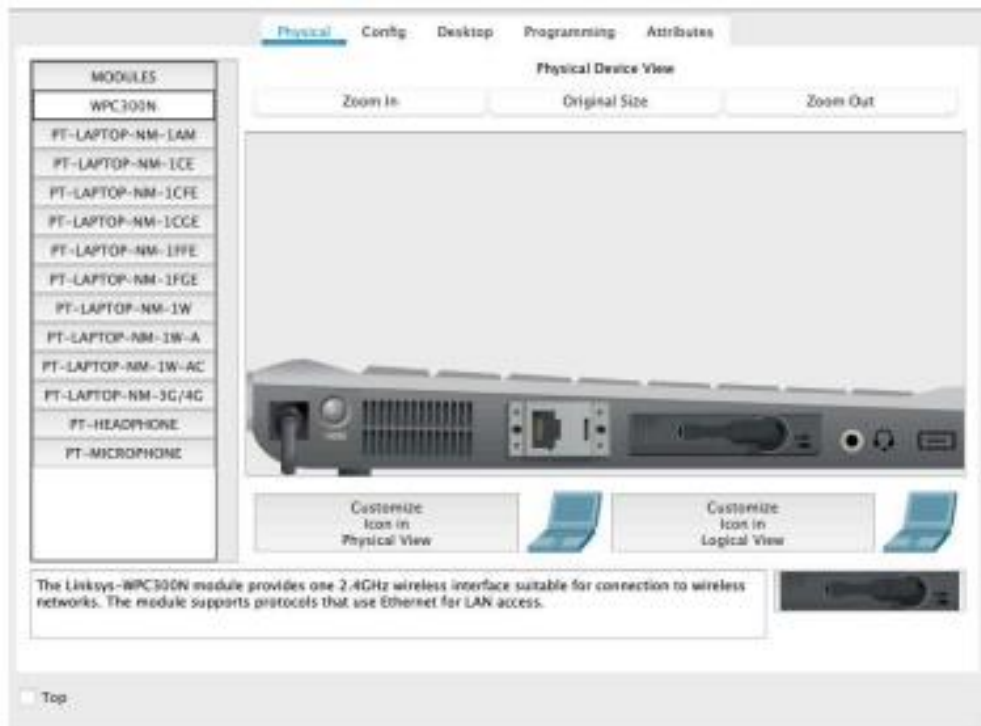 Physical Config Desktop Programming Attributes
MODULES
WPC300N
PT-LAPTOP-NM-1AM
PT-LAPTOP-NM-1CE
PT-LAPTOP-NM-1CFE
PT-LAPTOP-NM-1CGE
PT-LAPTOP-NM-1FFE
PT-LAPTOP-NM-1FGE
PT-LAPTOP-NM-1W
PT-LAPTOP-NM-1W-A
PT-LAPTOP-NM-1W-AC
PT-LAPTOP-NM-3G/4G
PT-HEADPHONE
PT-MICROPHONE
Physical Device View
Zoom In Original Size Zoom Out
Customize
Icon in
Physical View
Customize
Icon in
Logical View
The Linksys-WPC300N module provides one 2.4GHz wireless interface suitable for connection to wireless
networks. The module supports protocols that use Ethernet for LAN access.
Top